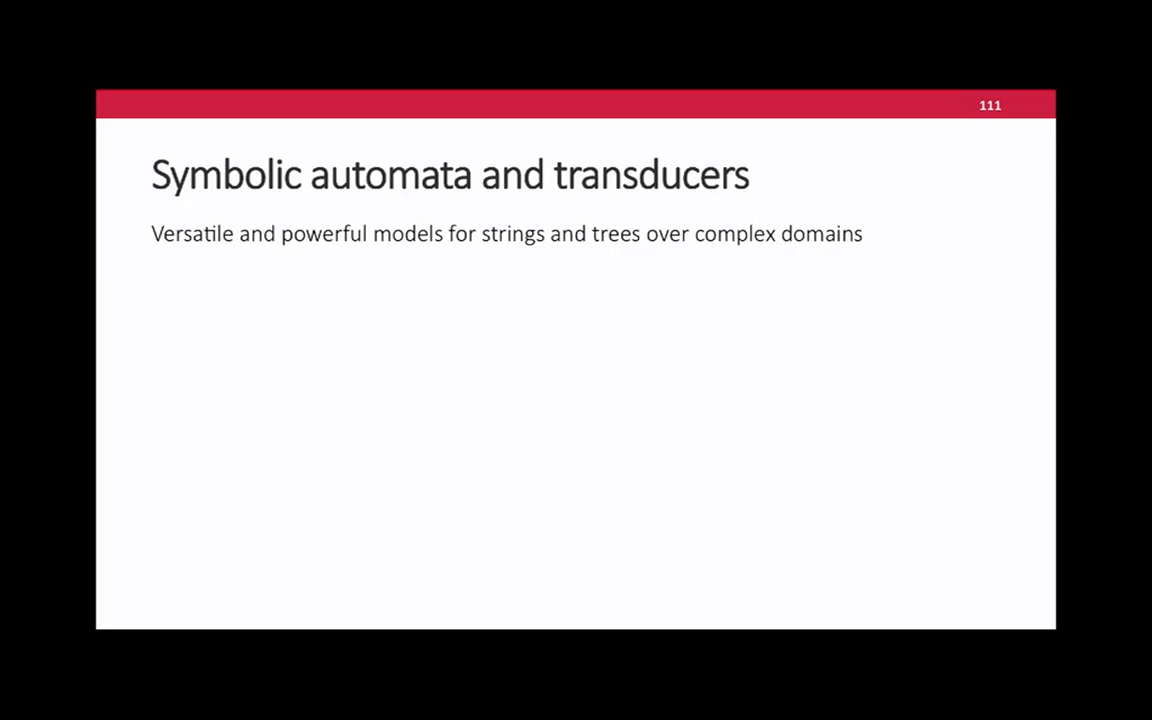 111
Symbolic automata and transducers
Versatile and powerful models for strings and trees over complex domains